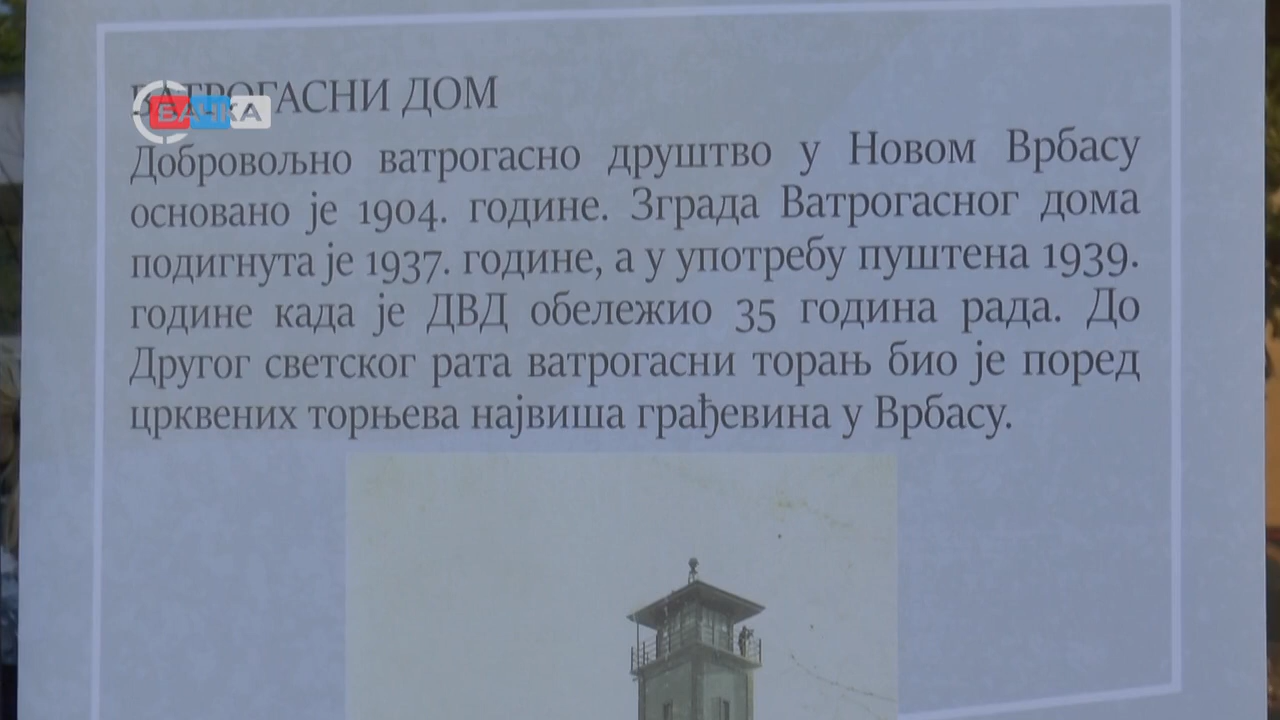 ВАТРОГАСНИ ДОМ
БАЧКА
Добровољно ватрогасно друштво у Новом Врбасу
основано је 1904. године. Зграда Ватрогасног дома
подигнута је 1937. године, а у употребу пуштена 1939.
године када је ДВД обележио 35 година рада. До
Другог светског рата ватрогасни торањ био је поред
црквених торњева највиша грађевина у Врбасу.